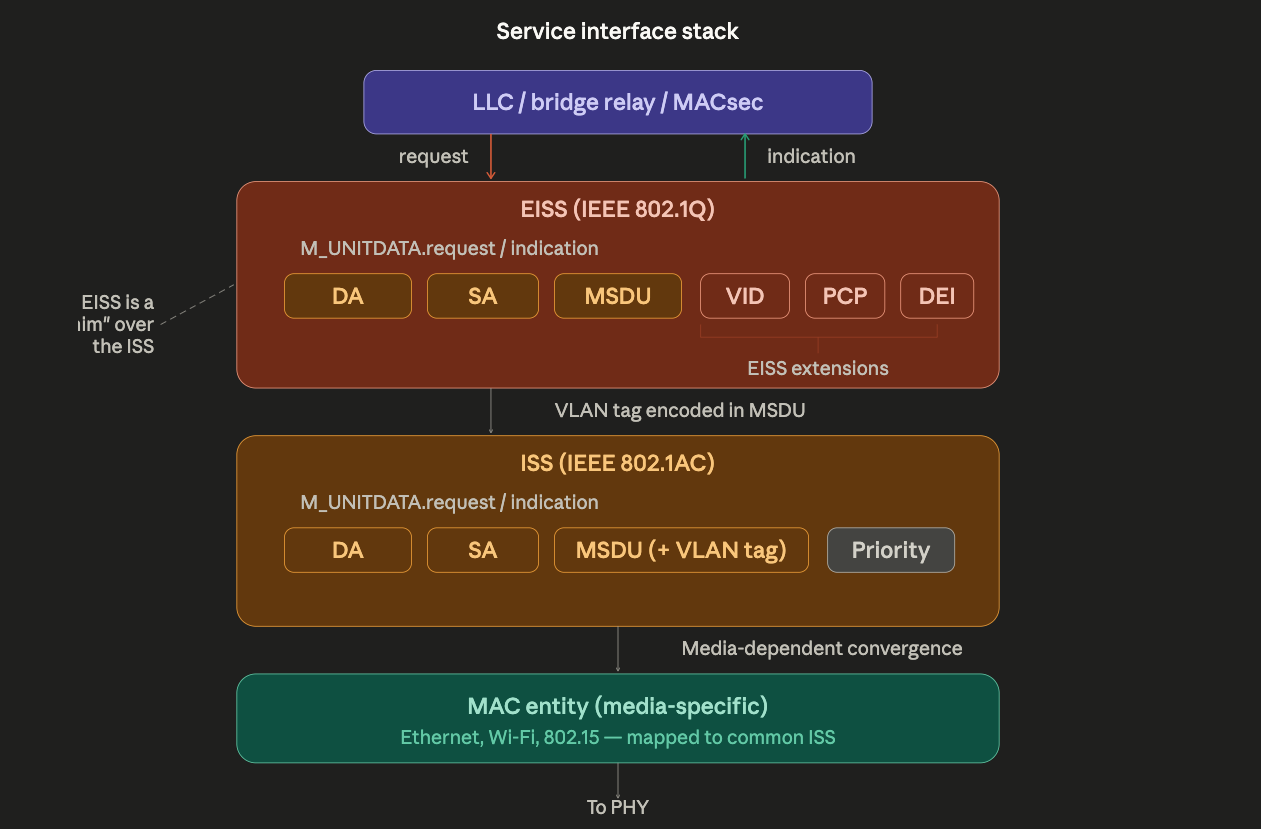 Service interface stack
LLC / bridge relay / MACsec
request
indication
EISS (IEEE 802.1Q)
M_UNITDATA.request / indication
DA
SA
MSDU
VID
PCP
DEI
EISS extensions
EISS is a
over
the ISS
VLAN tag encoded in MSDU
ISS (IEEE 802.1AC)
M_UNITDATA.request / indication
DA
SA
MSDU (+ VLAN tag)
Priority
Media-dependent convergence
MAC entity (media-specific)
Ethernet, Wi-Fi, 802.15 — mapped to common ISS
To PHY